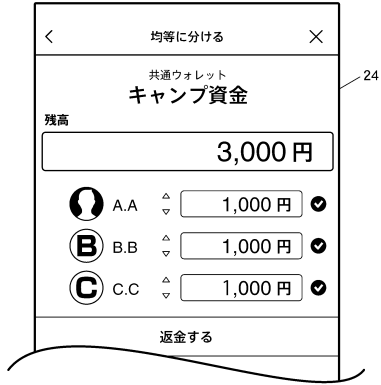 均等に分ける
共通ウォレット
キャンプ資金
24
残高
3,000 円
A.A 1,000 円
B B.B 1,000 円
C C.C 1,000 円
返金する